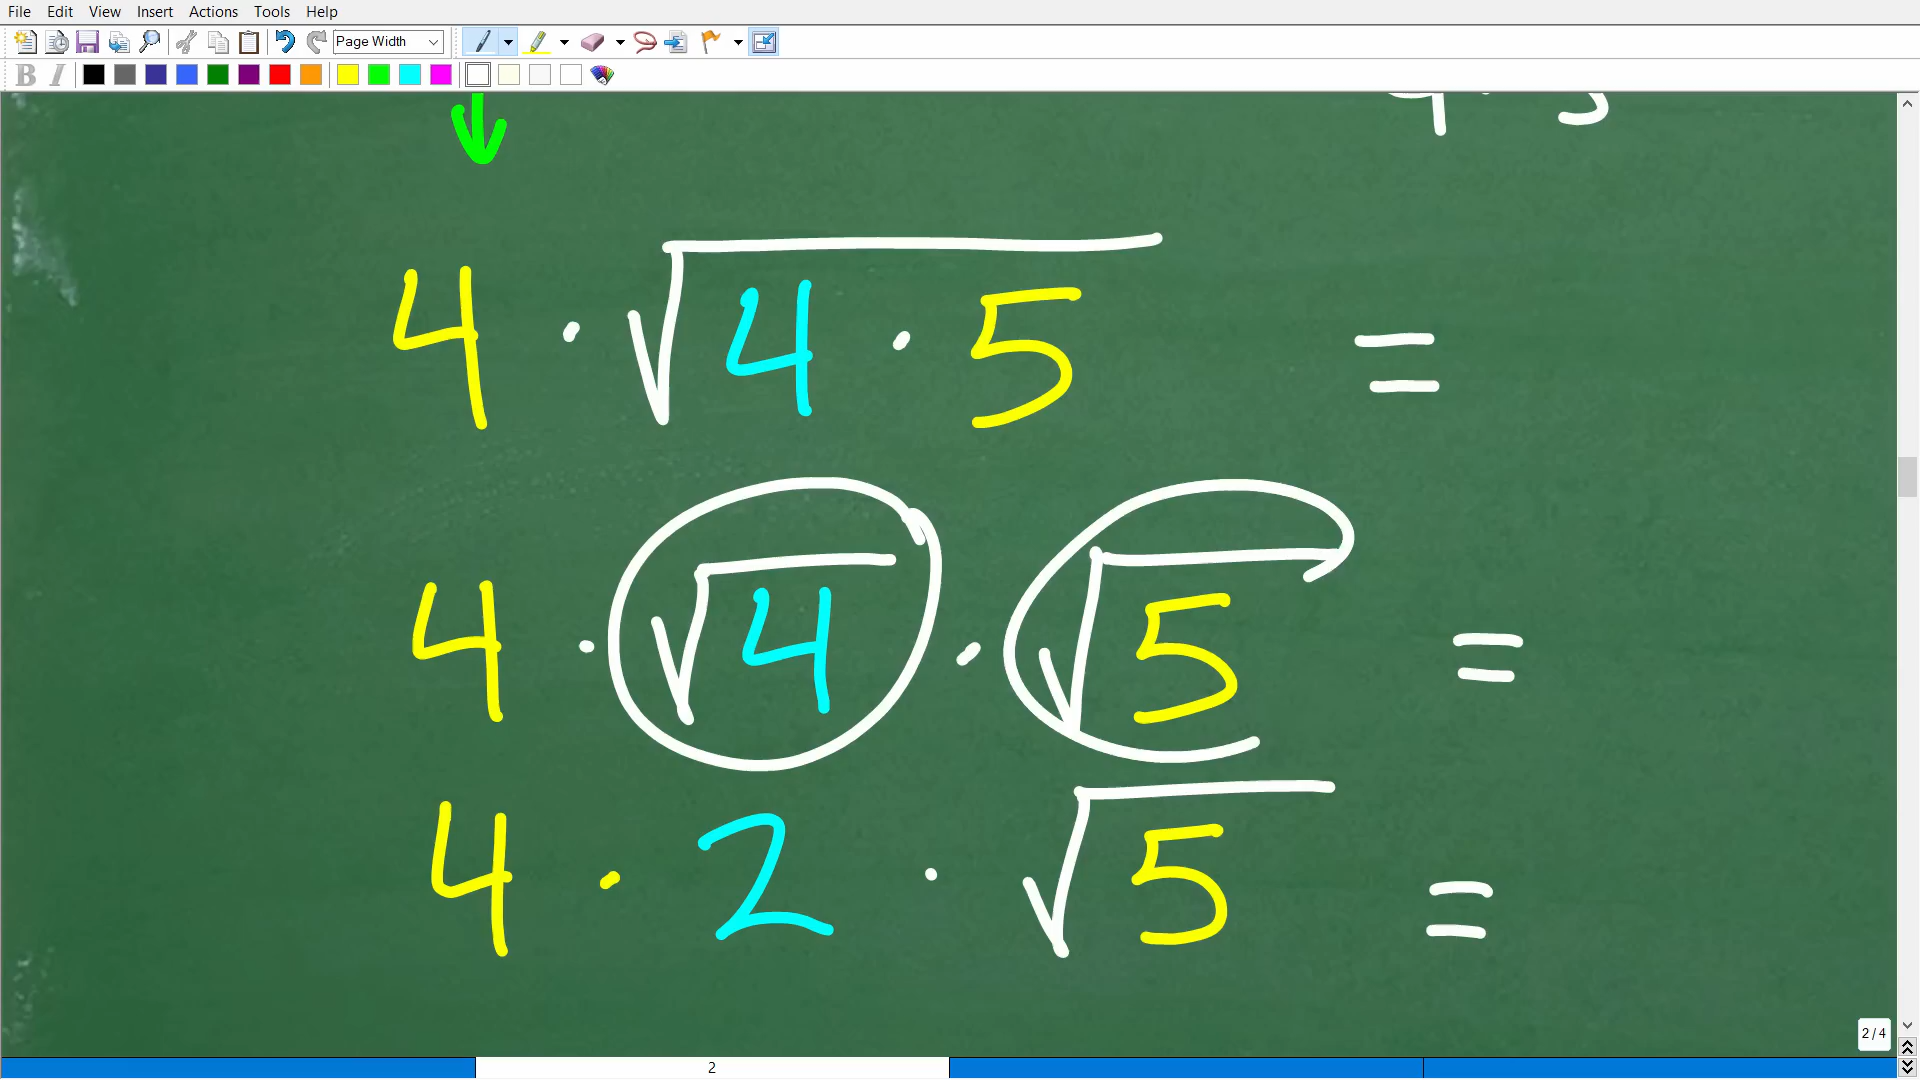 File Edit View Insert Actions Tools Help
Page Width
B I
4 · √4 · 5 =
4 · √4 · √5 =
4 · 2 · √5 =
2 / 4
2